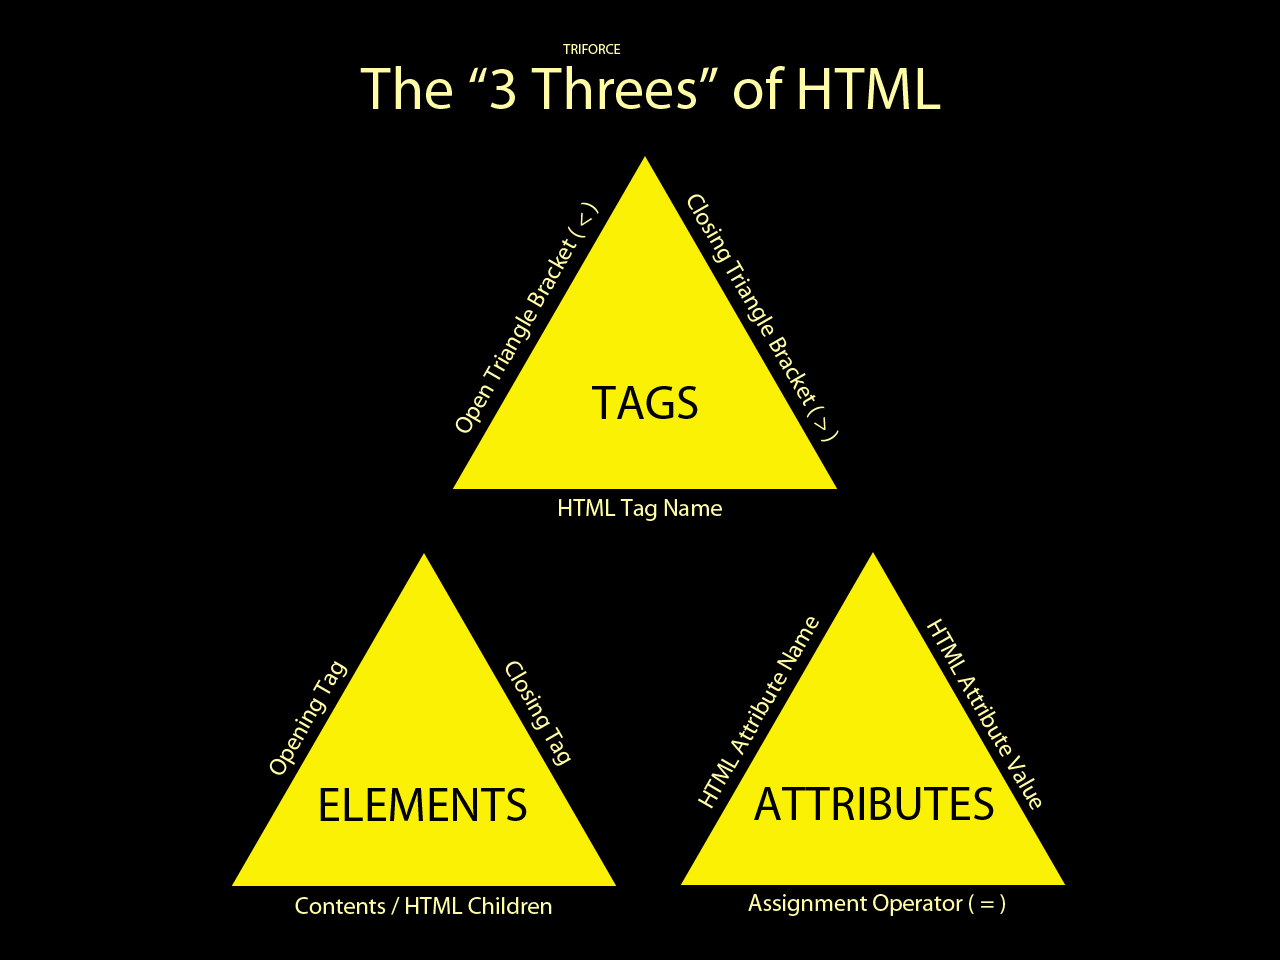 TRIFORCE
The “3 Threes” of HTML
Open Triangle Bracket ( < )
Closing Triangle Bracket ( > )
TAGS
HTML Tag Name
Opening Tag
Closing Tag
ELEMENTS
Contents / HTML Children
HTML Attribute Name
HTML Attribute Value
ATTRIBUTES
Assignment Operator ( = )